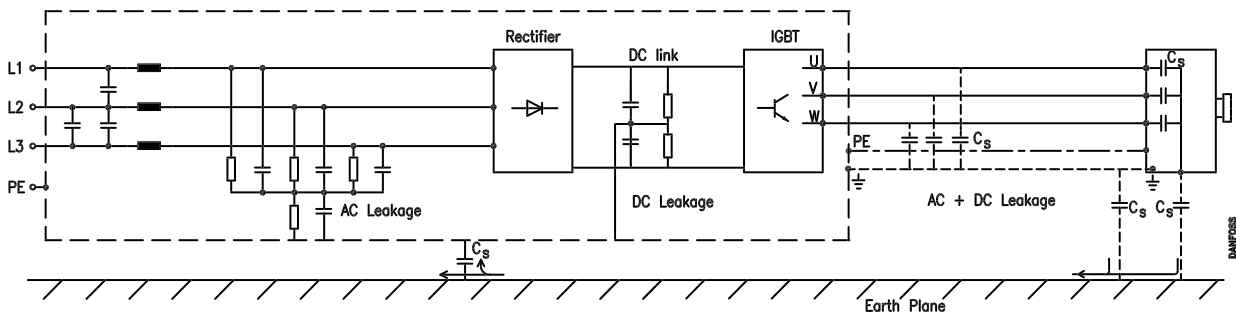 Rectifier
IGBT
DC link
L1
L2
L3
PE
U
V
W
PE
Cs
Cs
AC Leakage
DC Leakage
AC + DC Leakage
Cs
Cs
Cs
DANFOSS
Earth Plane